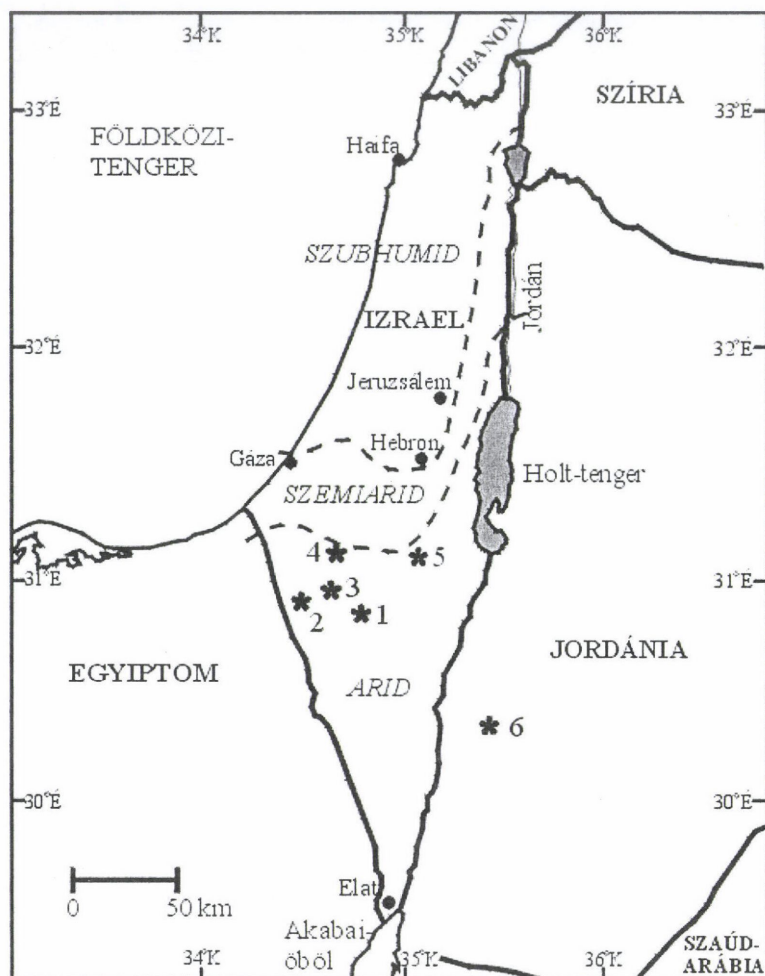 34°K
35°K
36°K
LIBANON
33°É
SZÍRIA
33°É
FÖLDKÖZI-
TENGER
Haifa
SZUBHUMID
Jordán
IZRAEL
32°É
32°É
Jeruzsálem
Gáza
Hebron
SZEMIARID
Holt-tenger
4
5
31°É
31°É
3
2
1
EGYIPTOM
JORDÁNIA
ARID
6
30°É
30°É
0
50 km
Elat
Akabai-
öböl
34°K
35°K
36°K
SZAÚD-
ARÁBIA